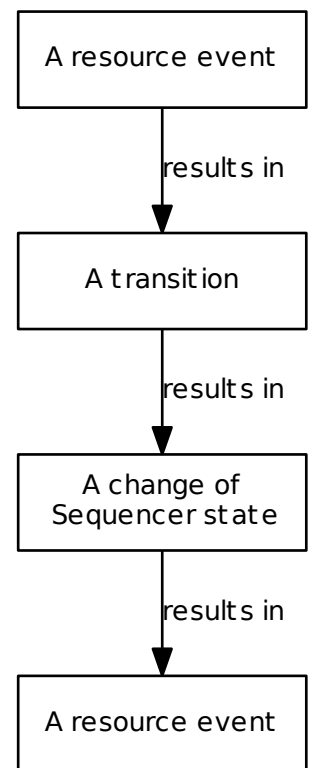 A resource event
results in
A transition
results in
A change of
Sequencer state
results in
A resource event